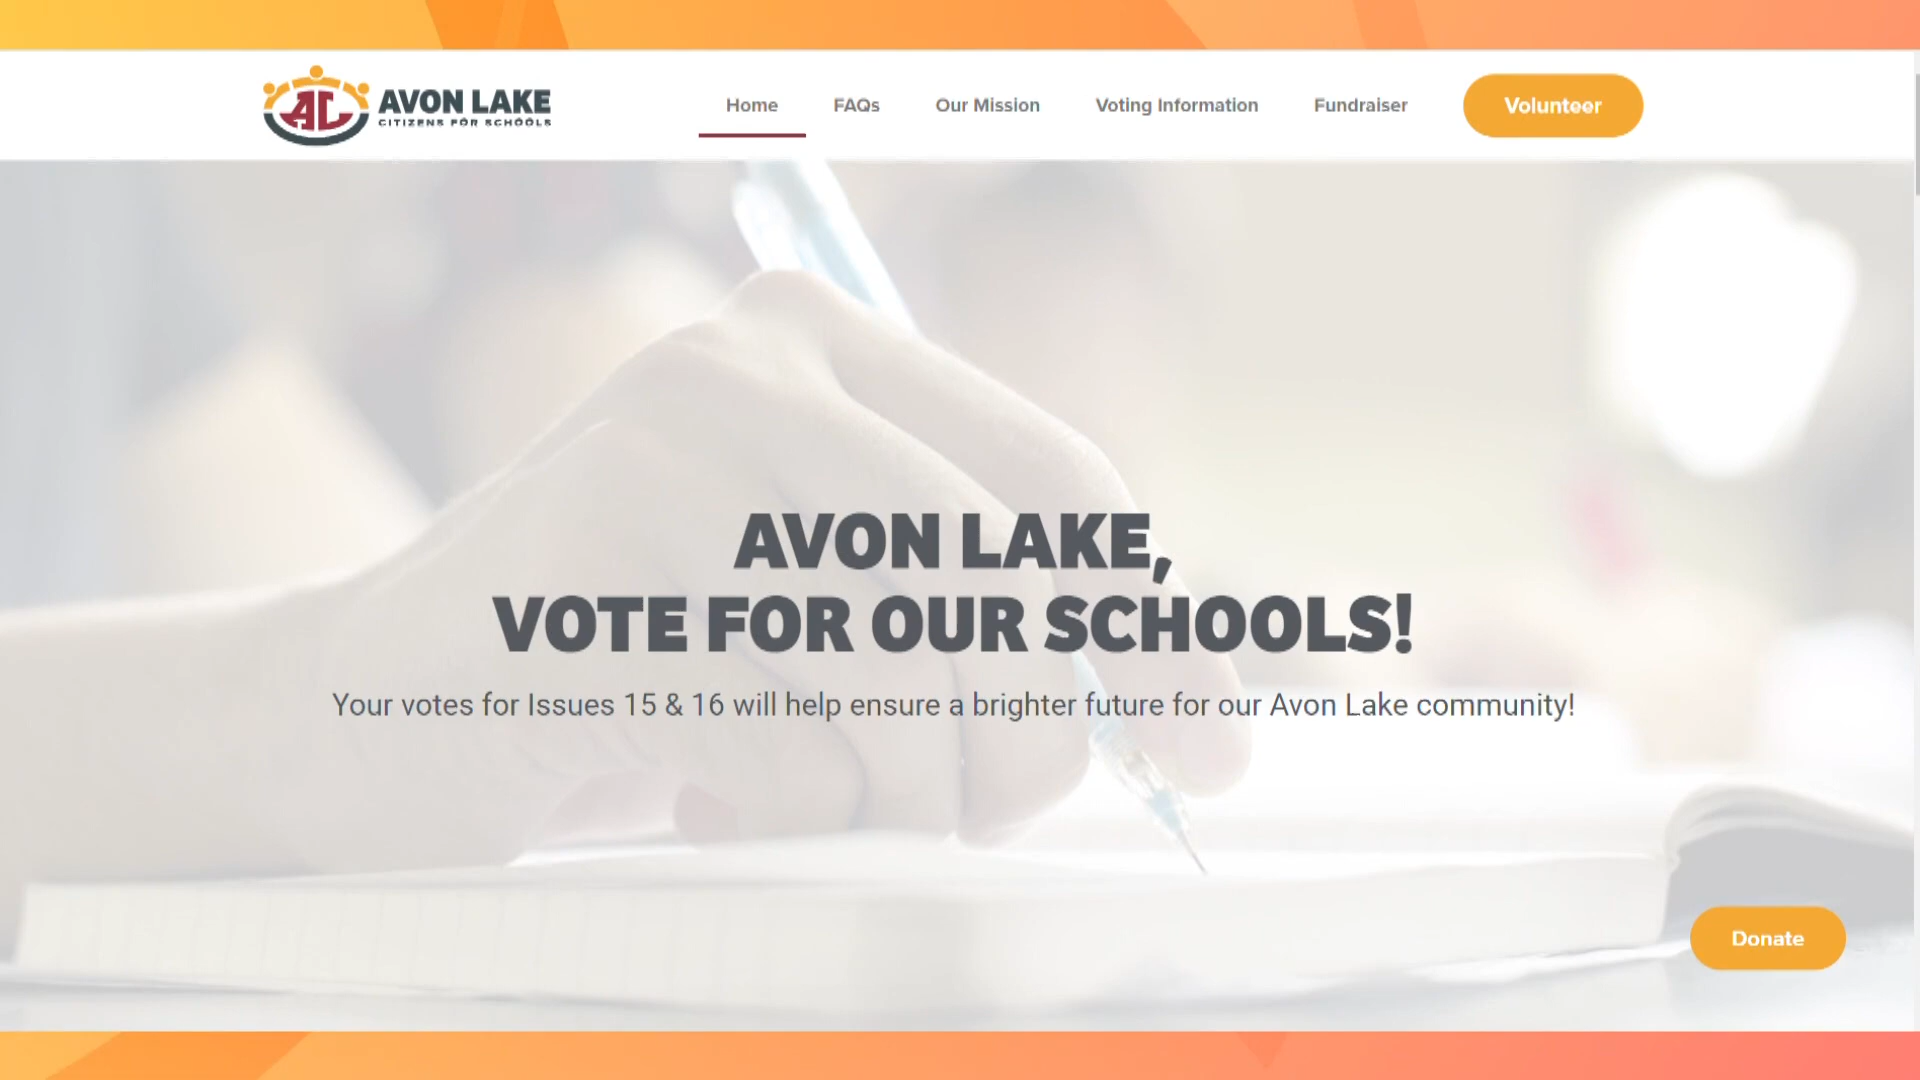 AL AVON LAKE
CITIZENS FOR SCHOOLS
Home FAQs Our Mission Voting Information Fundraiser Volunteer
AVON LAKE,
VOTE FOR OUR SCHOOLS!
Your votes for Issues 15 & 16 will help ensure a brighter future for our Avon Lake community!
Donate